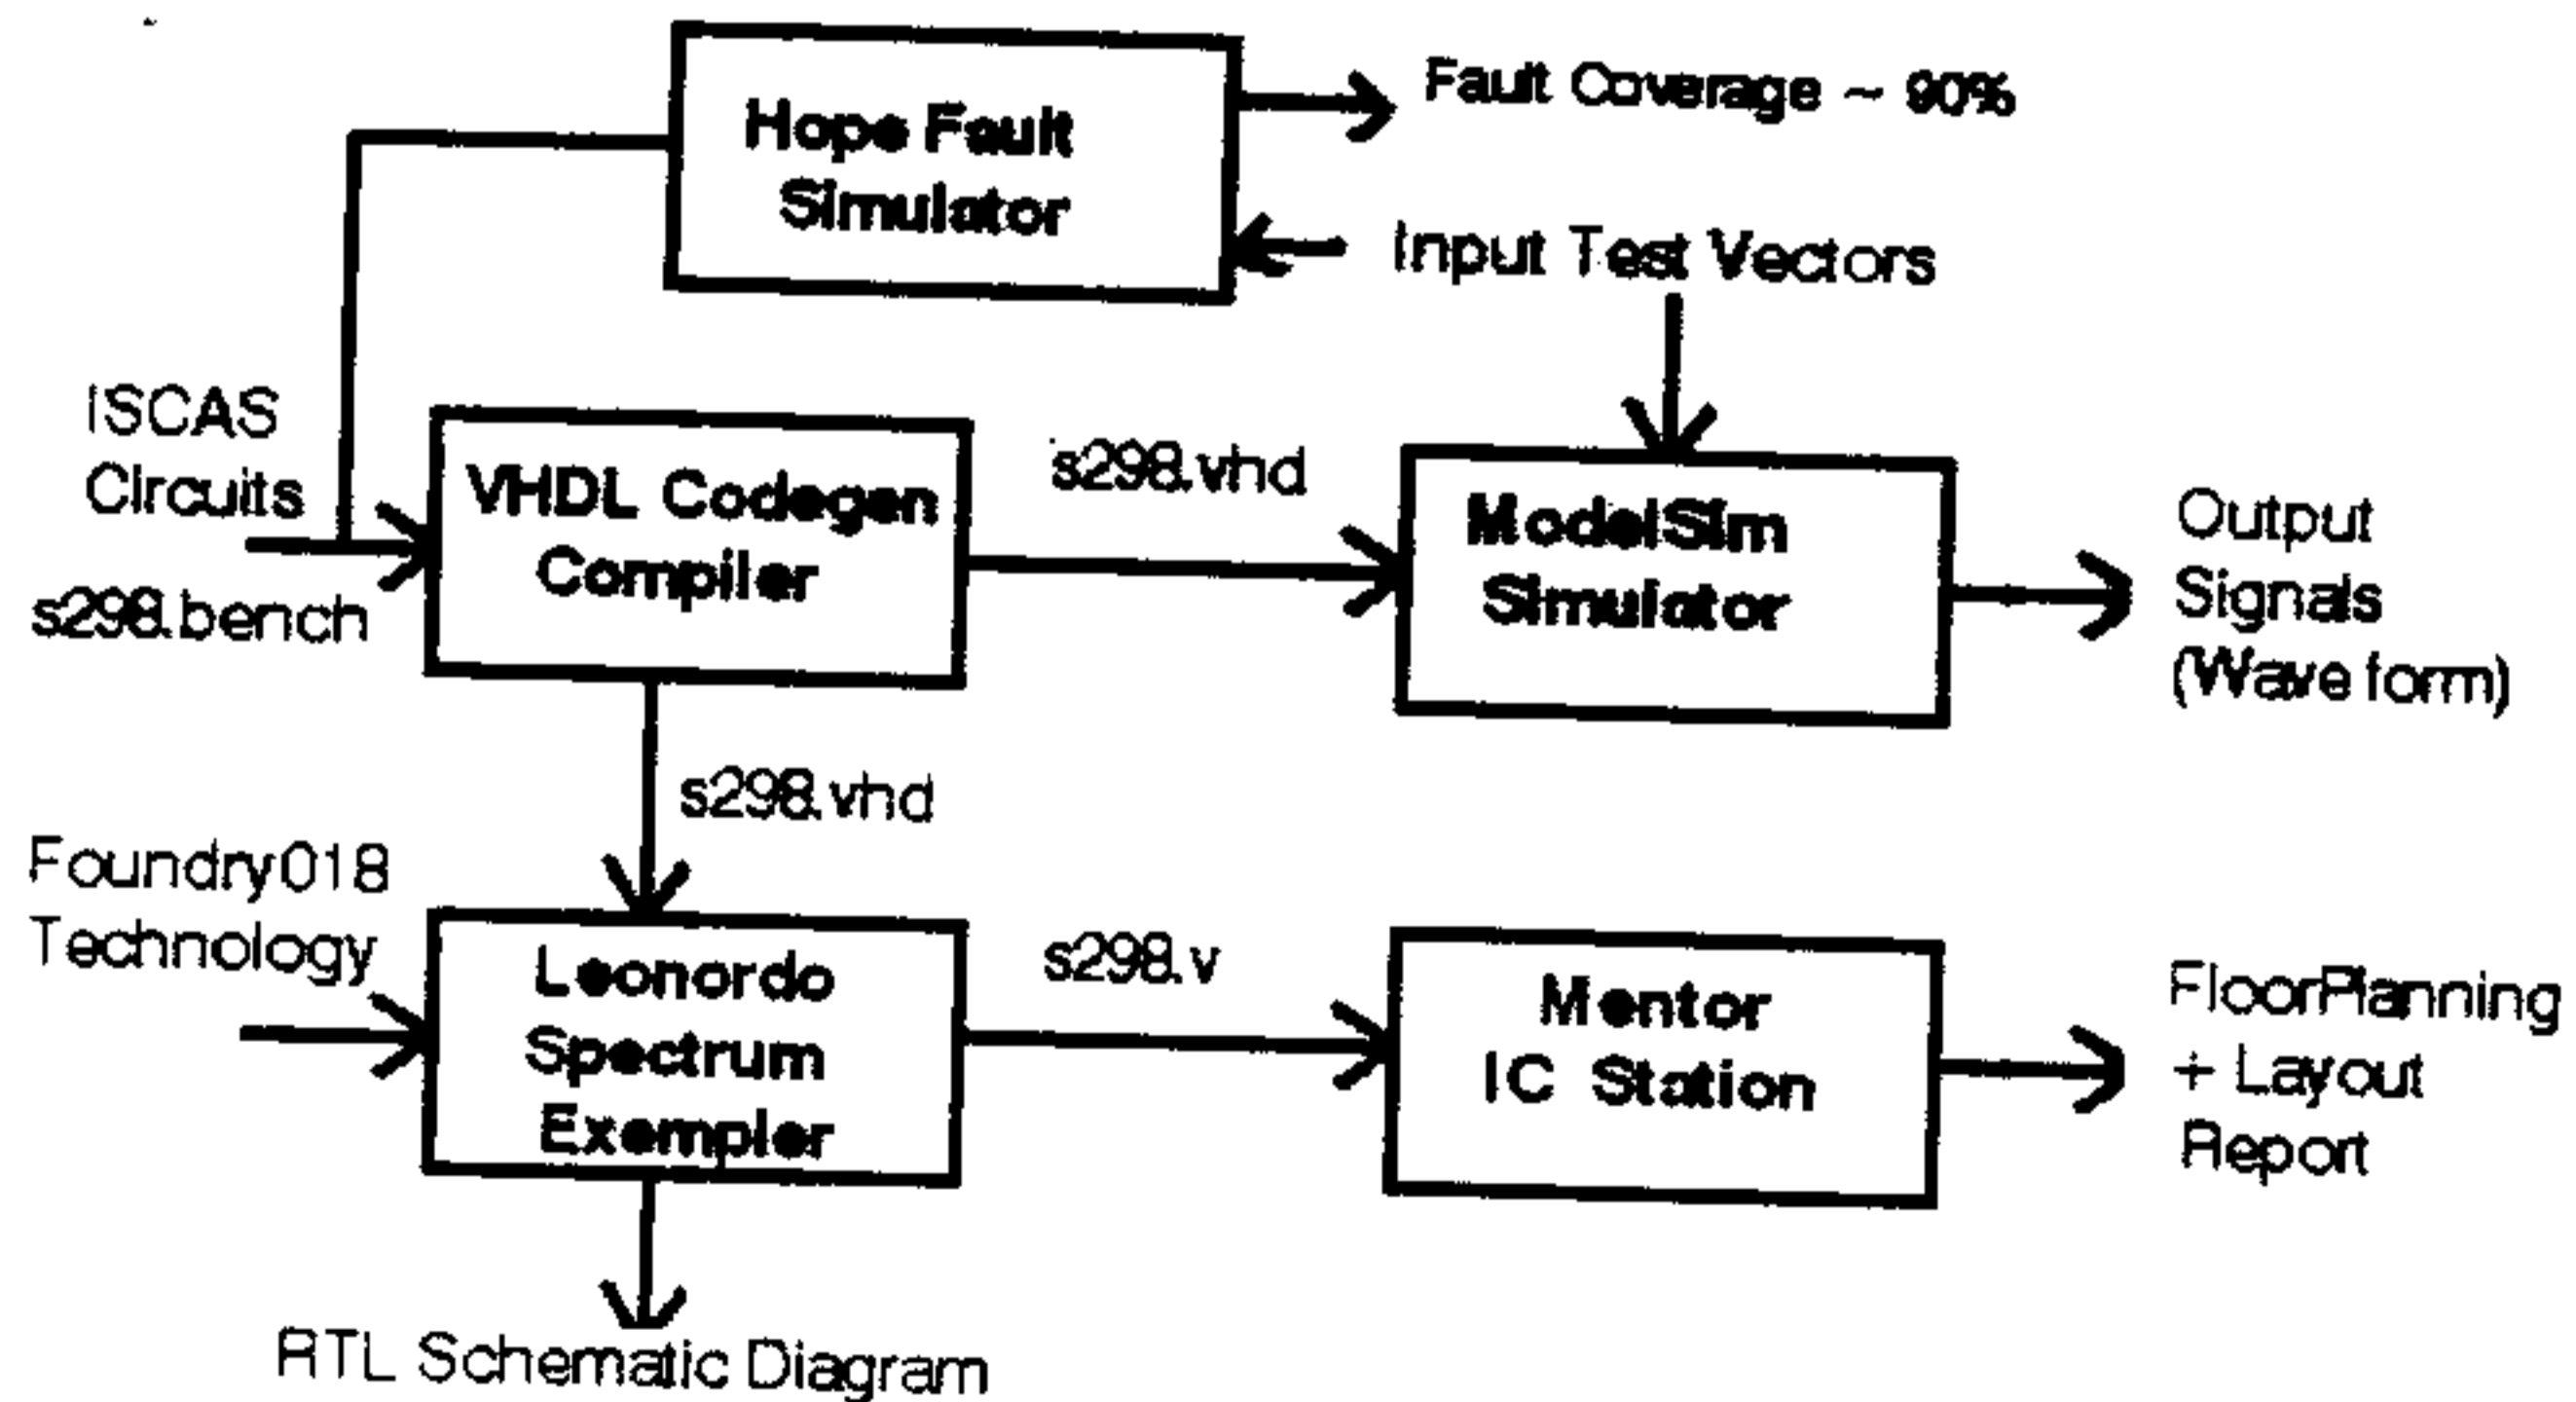 Hope Fault
Simulator
Fault Coverage ~ 90%
Input Test Vectors
ISCAS
Circuits
s298.bench
VHDL Codegen
Compiler
s298.vhd
ModelSim
Simulator
Output
Signals
(Wave form)
s298.vhd
Foundry018
Technology
Leonordo
Spectrum
Exempler
s298.v
Mentor
IC Station
FloorPlanning
+ Layout
Report
RTL Schematic Diagram